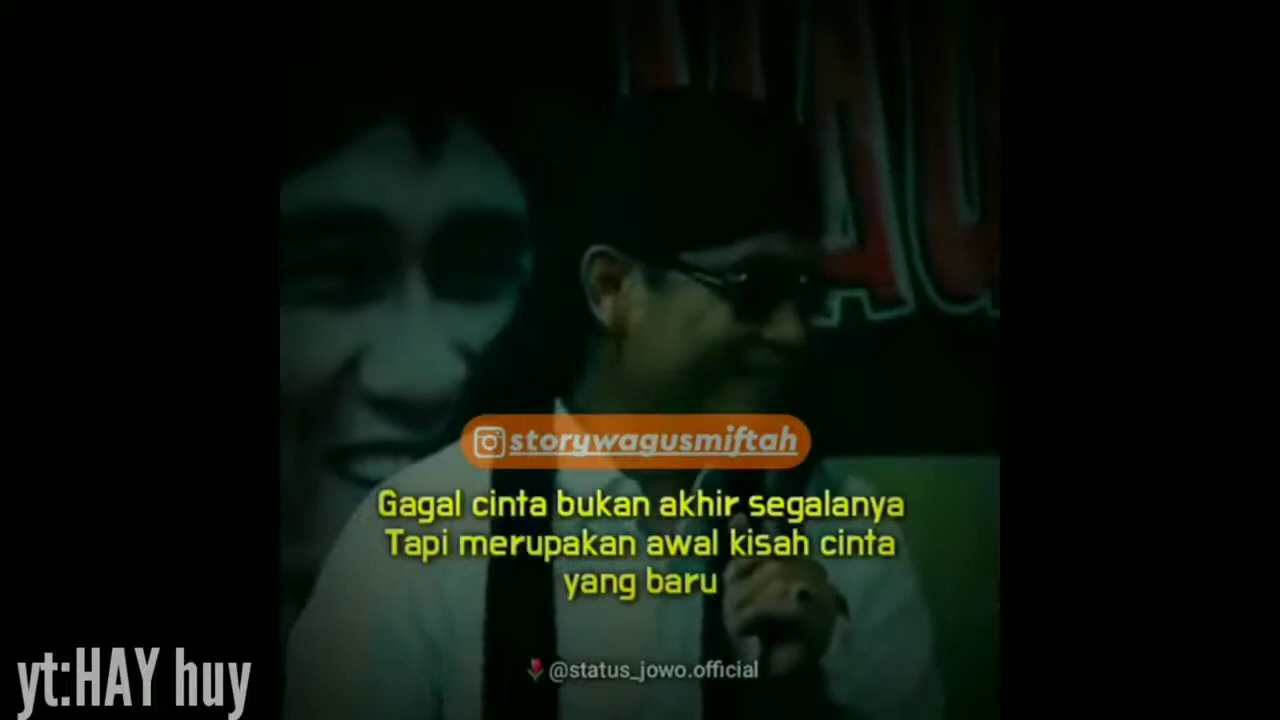 storywagusmiftah
Gagal cinta bukan akhir segalanya
Tapi merupakan awal kisah cinta
yang baru
@status_jowo.official
yt:HAY huy